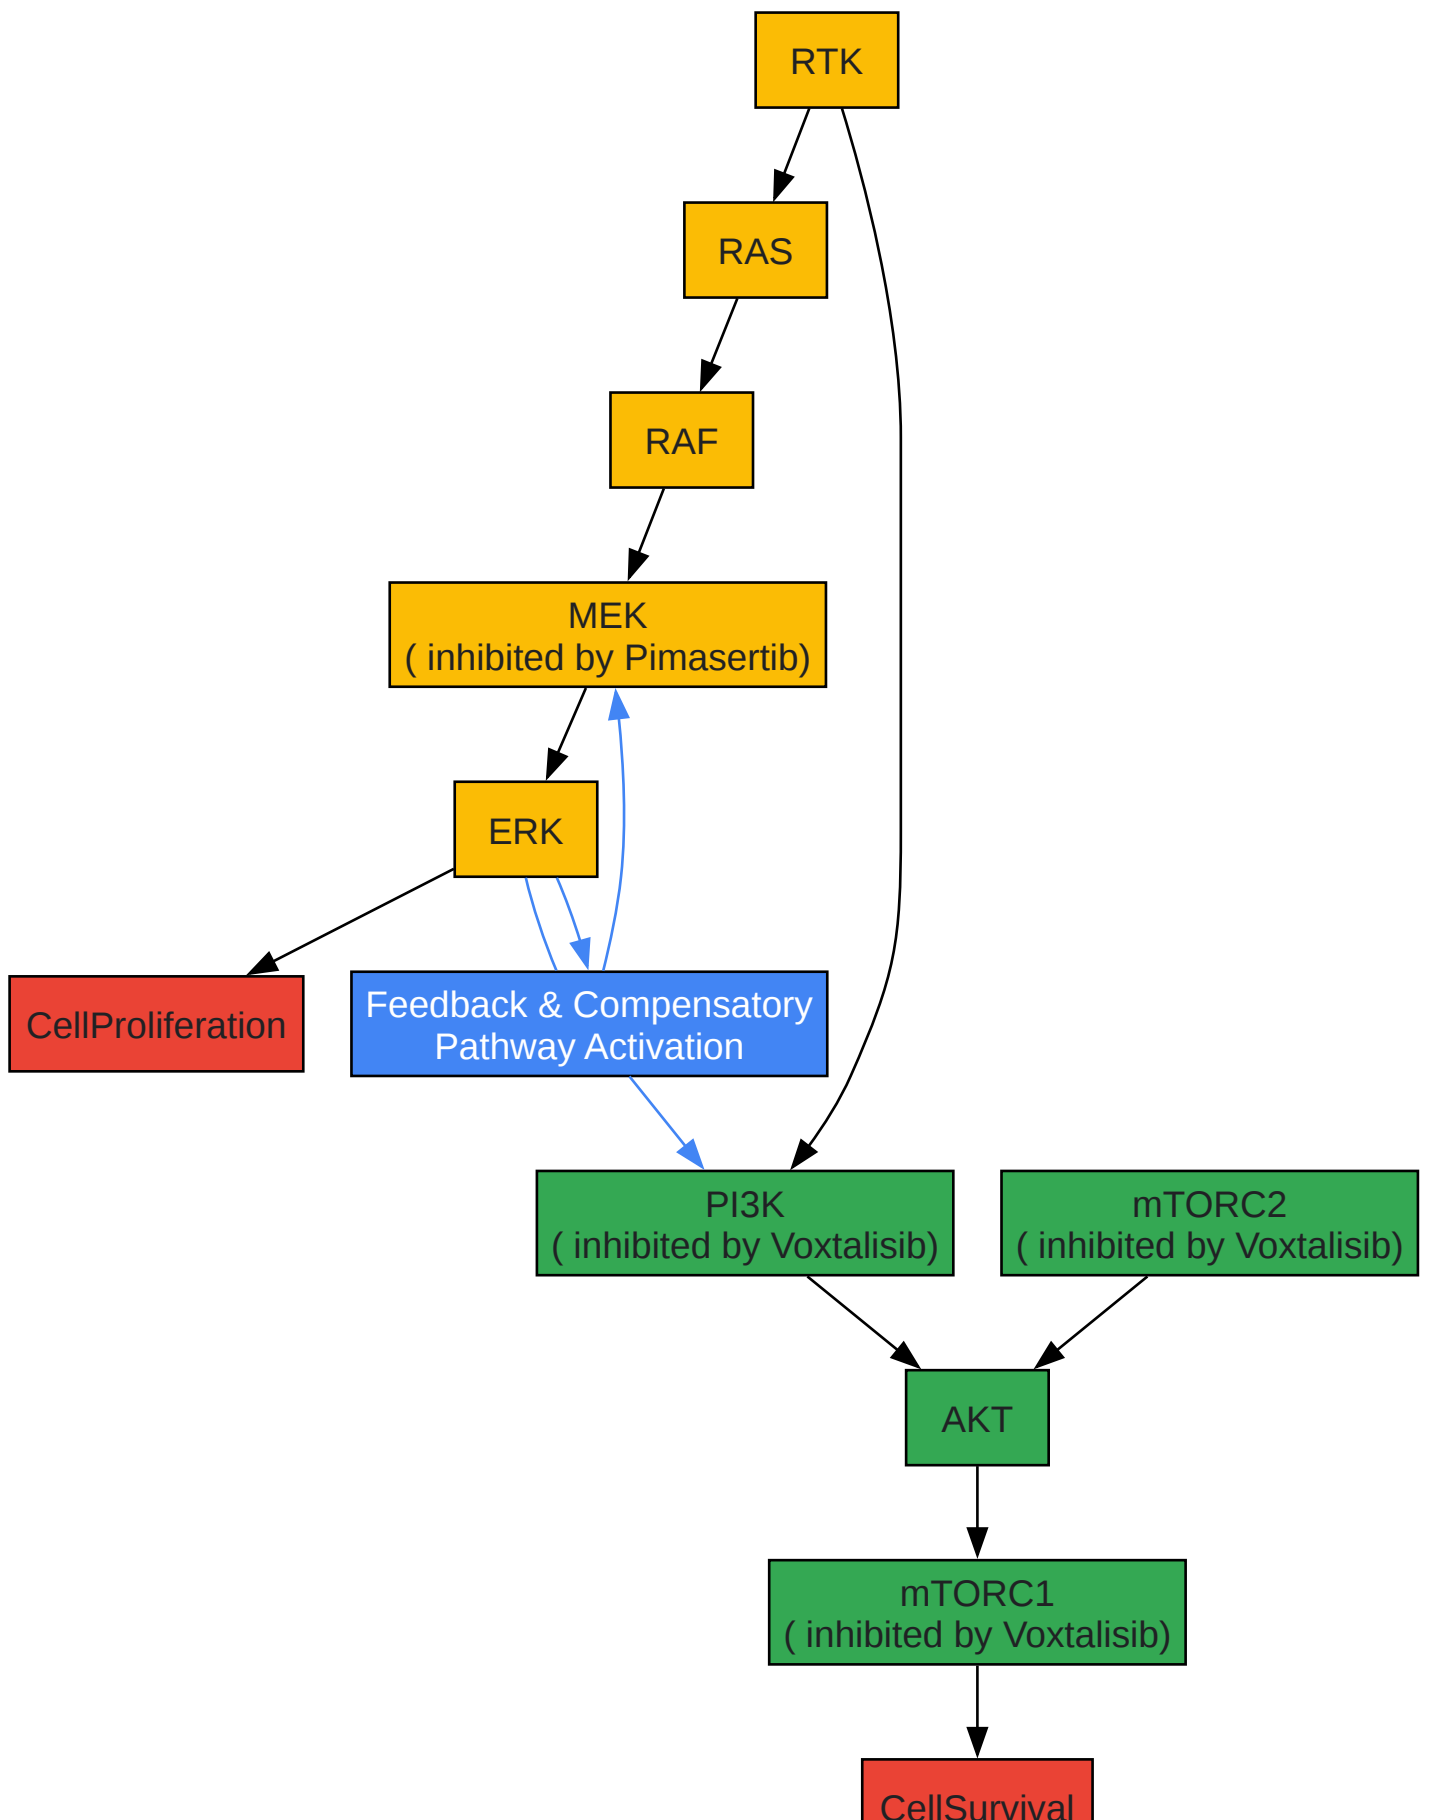 RTK
RAS
RAF
MEK
( inhibited by Pimasertib)
ERK
CellProliferation
Feedback & Compensatory
Pathway Activation
PI3K
( inhibited by Voxtalisib)
mTORC2
( inhibited by Voxtalisib)
AKT
mTORC1
( inhibited by Voxtalisib)
CellSurvival